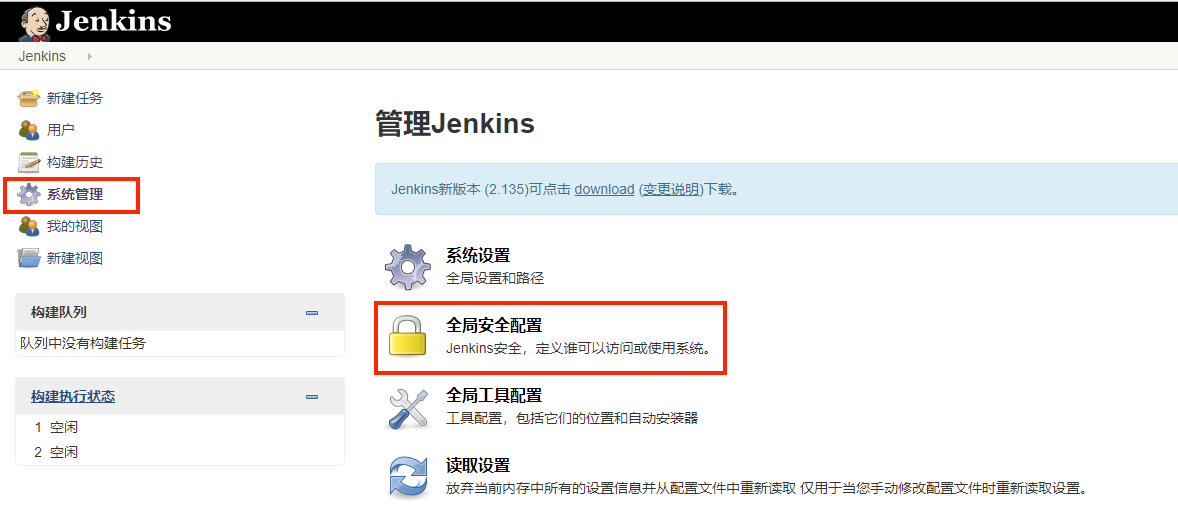 Jenkins
Jenkins
新建任务
用户
构建历史
系统管理
我的视图
新建视图
构建队列
队列中没有构建任务
构建执行状态
1 空闲
2 空闲
管理Jenkins
Jenkins新版本 (2.135)可点击 download (变更说明)下载。
系统设置
全局设置和路径
全局安全配置
Jenkins安全，定义谁可以访问或使用系统。
全局工具配置
工具配置，包括它们的位置和自动安装器
读取设置
放弃当前内存中所有的设置信息并从配置文件中重新读取 仅用于当您手动修改配置文件时重新读取设置。